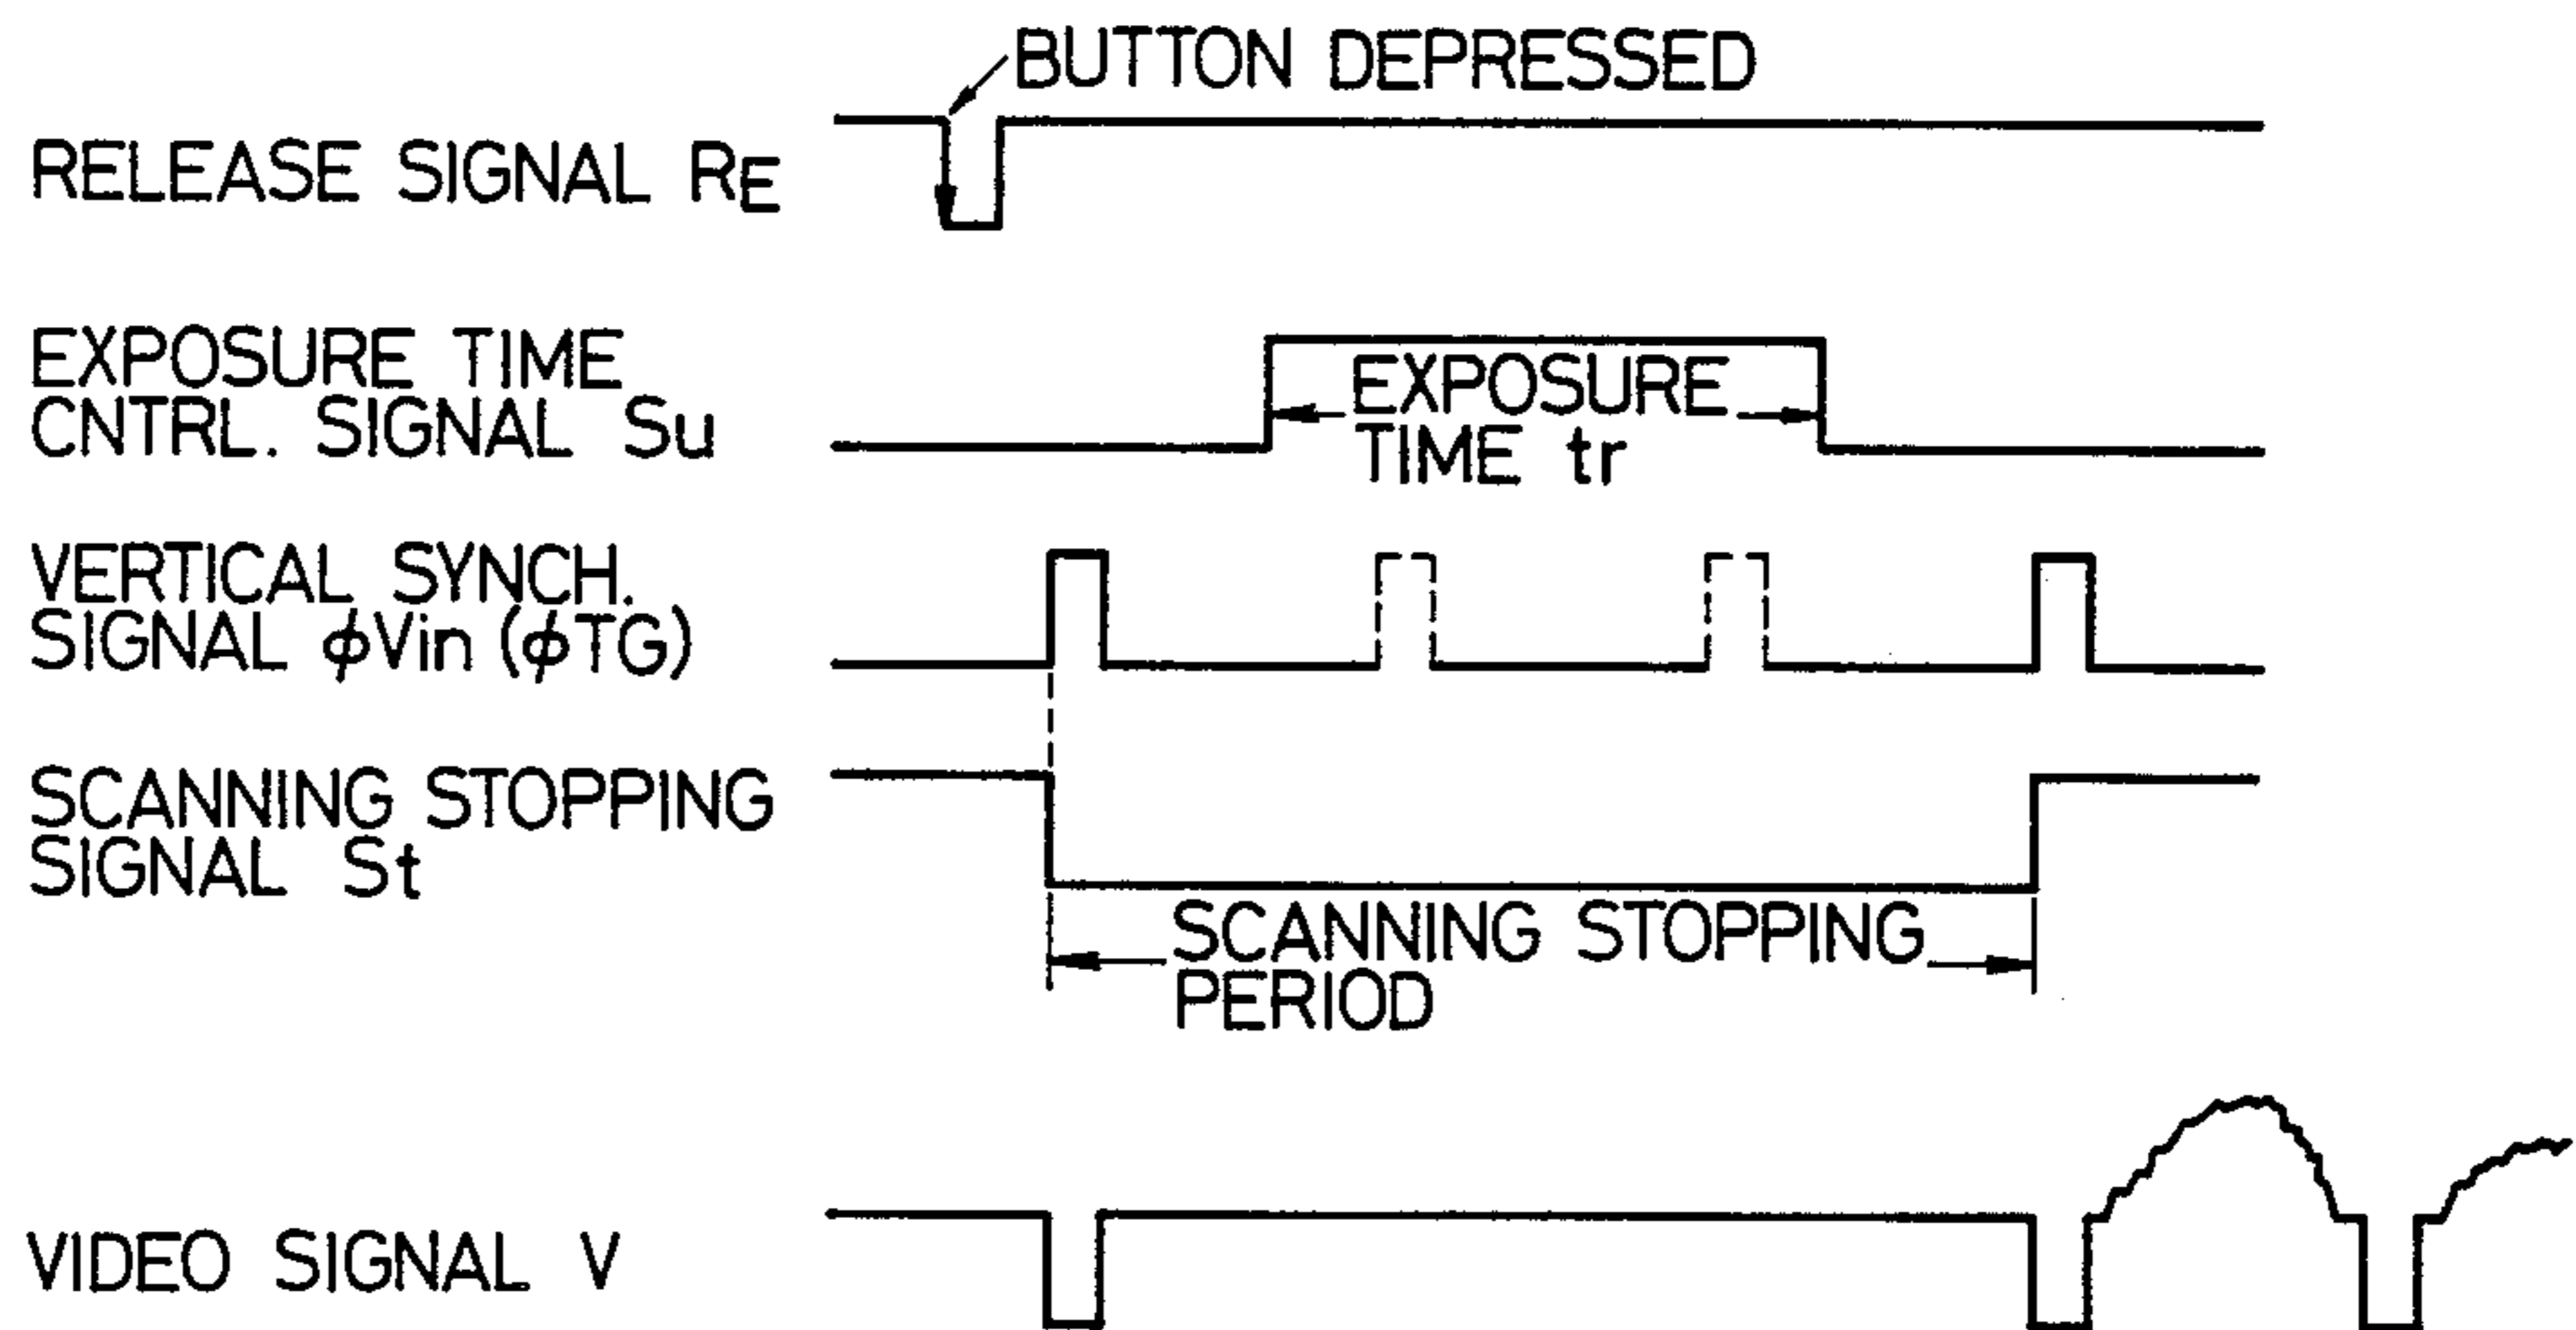 BUTTON DEPRESSED
RELEASE SIGNAL RE
EXPOSURE TIME
CNTRL. SIGNAL Su
EXPOSURE
TIME tr
VERTICAL SYNCH.
SIGNAL ϕVin (ϕTG)
SCANNING STOPPING
SIGNAL St
SCANNING STOPPING
PERIOD
VIDEO SIGNAL V